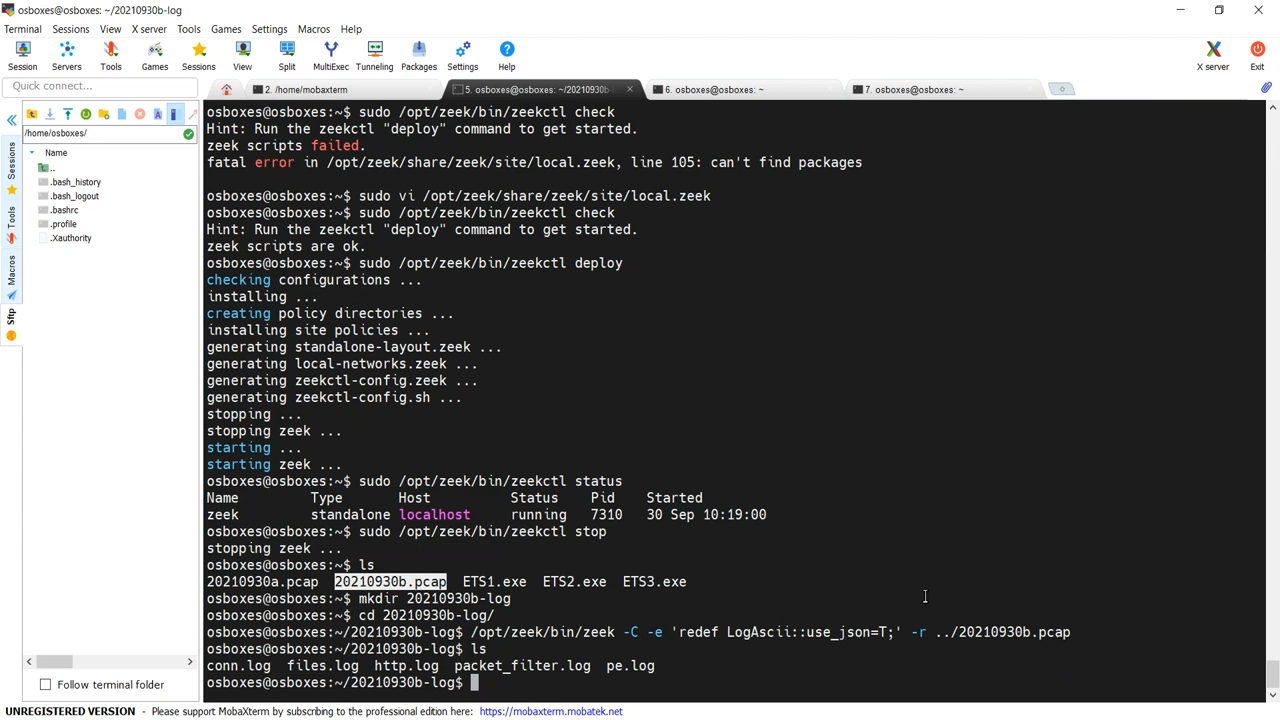 osboxes@osboxes: ~/20210930b-log
Terminal Sessions View X server Tools Games Settings Macros Help
Session Servers Tools Games Sessions View Split MultiExec Tunneling Packages Settings Help X server Exit
Quick connect...
2. /home/mobaxterm
5. osboxes@osboxes: ~/20210930b-log
6. osboxes@osboxes: ~
7. osboxes@osboxes: ~
/home/osboxes/
Name
..
.bash_history
.bash_logout
.bashrc
.profile
.Xauthority
Sessions
Tools
Macros
Sftp
osboxes@osboxes:~$ sudo /opt/zeek/bin/zeekctl check
Hint: Run the zeekctl "deploy" command to get started.
zeek scripts failed.
fatal error in /opt/zeek/share/zeek/site/local.zeek, line 105: can't find packages
osboxes@osboxes:~$ sudo vi /opt/zeek/share/zeek/site/local.zeek
osboxes@osboxes:~$ sudo /opt/zeek/bin/zeekctl check
Hint: Run the zeekctl "deploy" command to get started.
zeek scripts are ok.
osboxes@osboxes:~$ sudo /opt/zeek/bin/zeekctl deploy
checking configurations ...
installing ...
creating policy directories ...
installing site policies ...
generating standalone-layout.zeek ...
generating local-networks.zeek ...
generating zeekctl-config.zeek ...
generating zeekctl-config.sh ...
stopping ...
stopping zeek ...
starting ...
starting zeek ...
osboxes@osboxes:~$ sudo /opt/zeek/bin/zeekctl status
Name Type Host Status Pid Started
zeek standalone localhost running 7310 30 Sep 10:19:00
osboxes@osboxes:~$ sudo /opt/zeek/bin/zeekctl stop
stopping zeek ...
osboxes@osboxes:~$ ls
20210930a.pcap 20210930b.pcap ETS1.exe ETS2.exe ETS3.exe
osboxes@osboxes:~$ mkdir 20210930b-log
osboxes@osboxes:~$ cd 20210930b-log/
osboxes@osboxes:~/20210930b-log$ /opt/zeek/bin/zeek -C -e 'redef LogAscii::use_json=T;' -r ../20210930b.pcap
osboxes@osboxes:~/20210930b-log$ ls
conn.log files.log http.log packet_filter.log pe.log
osboxes@osboxes:~/20210930b-log$
Follow terminal folder
UNREGISTERED VERSION - Please support MobaXterm by subscribing to the professional edition here: https://mobaxterm.mobatek.net